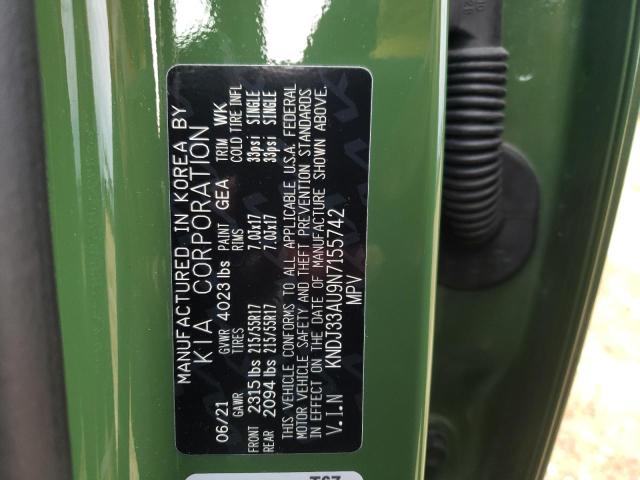 MANUFACTURED IN KOREA BY
KIA CORPORATION
06/21 GVWR 4023 lbs PAINT GEA TRIM WK
GAWR TIRES RIMS COLD TIRE INFL
FRONT 2315 lbs 215/55R17 7.0Jx17 33psi SINGLE
REAR 2094 lbs 215/55R17 7.0Jx17 33psi SINGLE
THIS VEHICLE CONFORMS TO ALL APPLICABLE U.S.A. FEDERAL
MOTOR VEHICLE SAFETY AND THEFT PREVENTION STANDARDS
IN EFFECT ON THE DATE OF MANUFACTURE SHOWN ABOVE.
V.I.N KNDJ33AU9N7155742
MPV